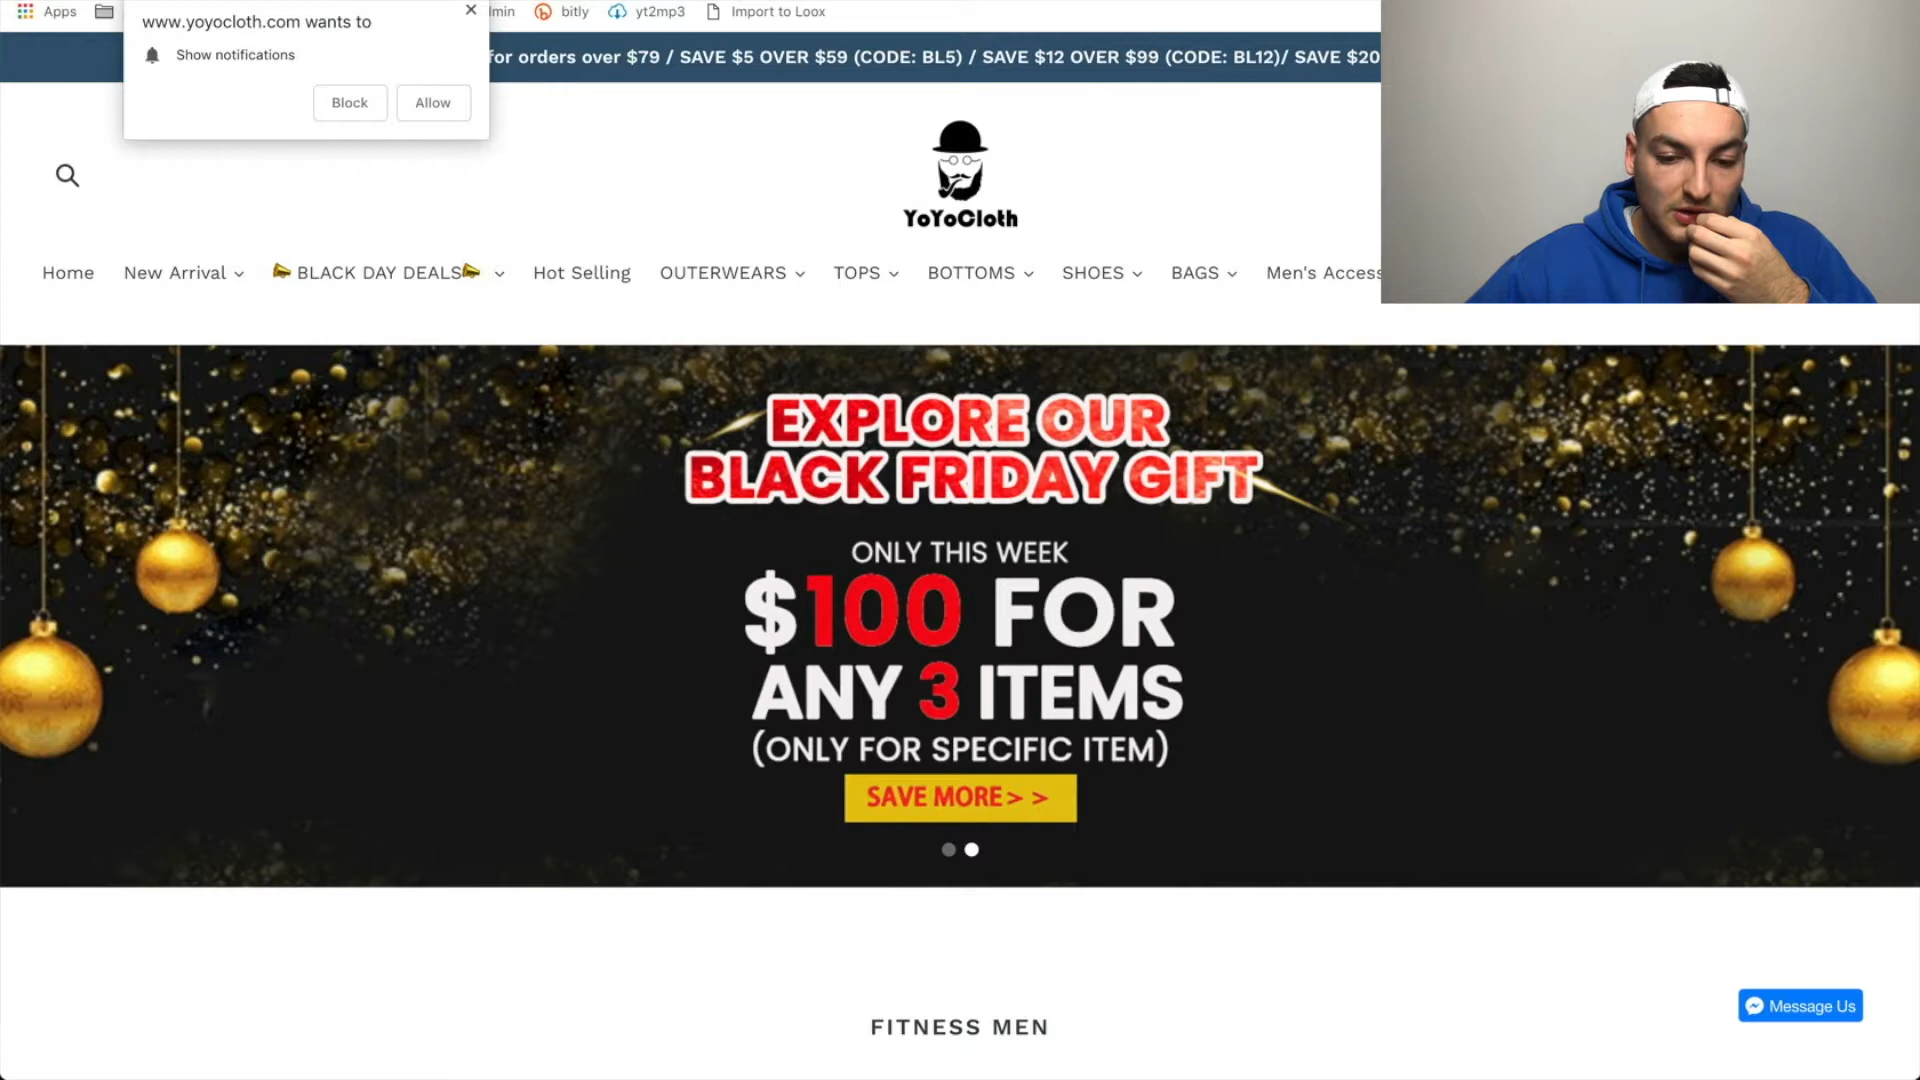 Apps
lmin
bitly
yt2mp3
Import to Loox
www.yoyocloth.com wants to
Show notifications
Block
Allow
for orders over $79 / SAVE $5 OVER $59 (CODE: BL5) / SAVE $12 OVER $99 (CODE: BL12)/ SAVE $20
YoYoCloth
Home
New Arrival
BLACK DAY DEALS
Hot Selling
OUTERWEARS
TOPS
BOTTOMS
SHOES
BAGS
Men's Access
EXPLORE OUR
BLACK FRIDAY GIFT
ONLY THIS WEEK
$100 FOR
ANY 3 ITEMS
(ONLY FOR SPECIFIC ITEM)
SAVE MORE> >
Message Us
FITNESS MEN